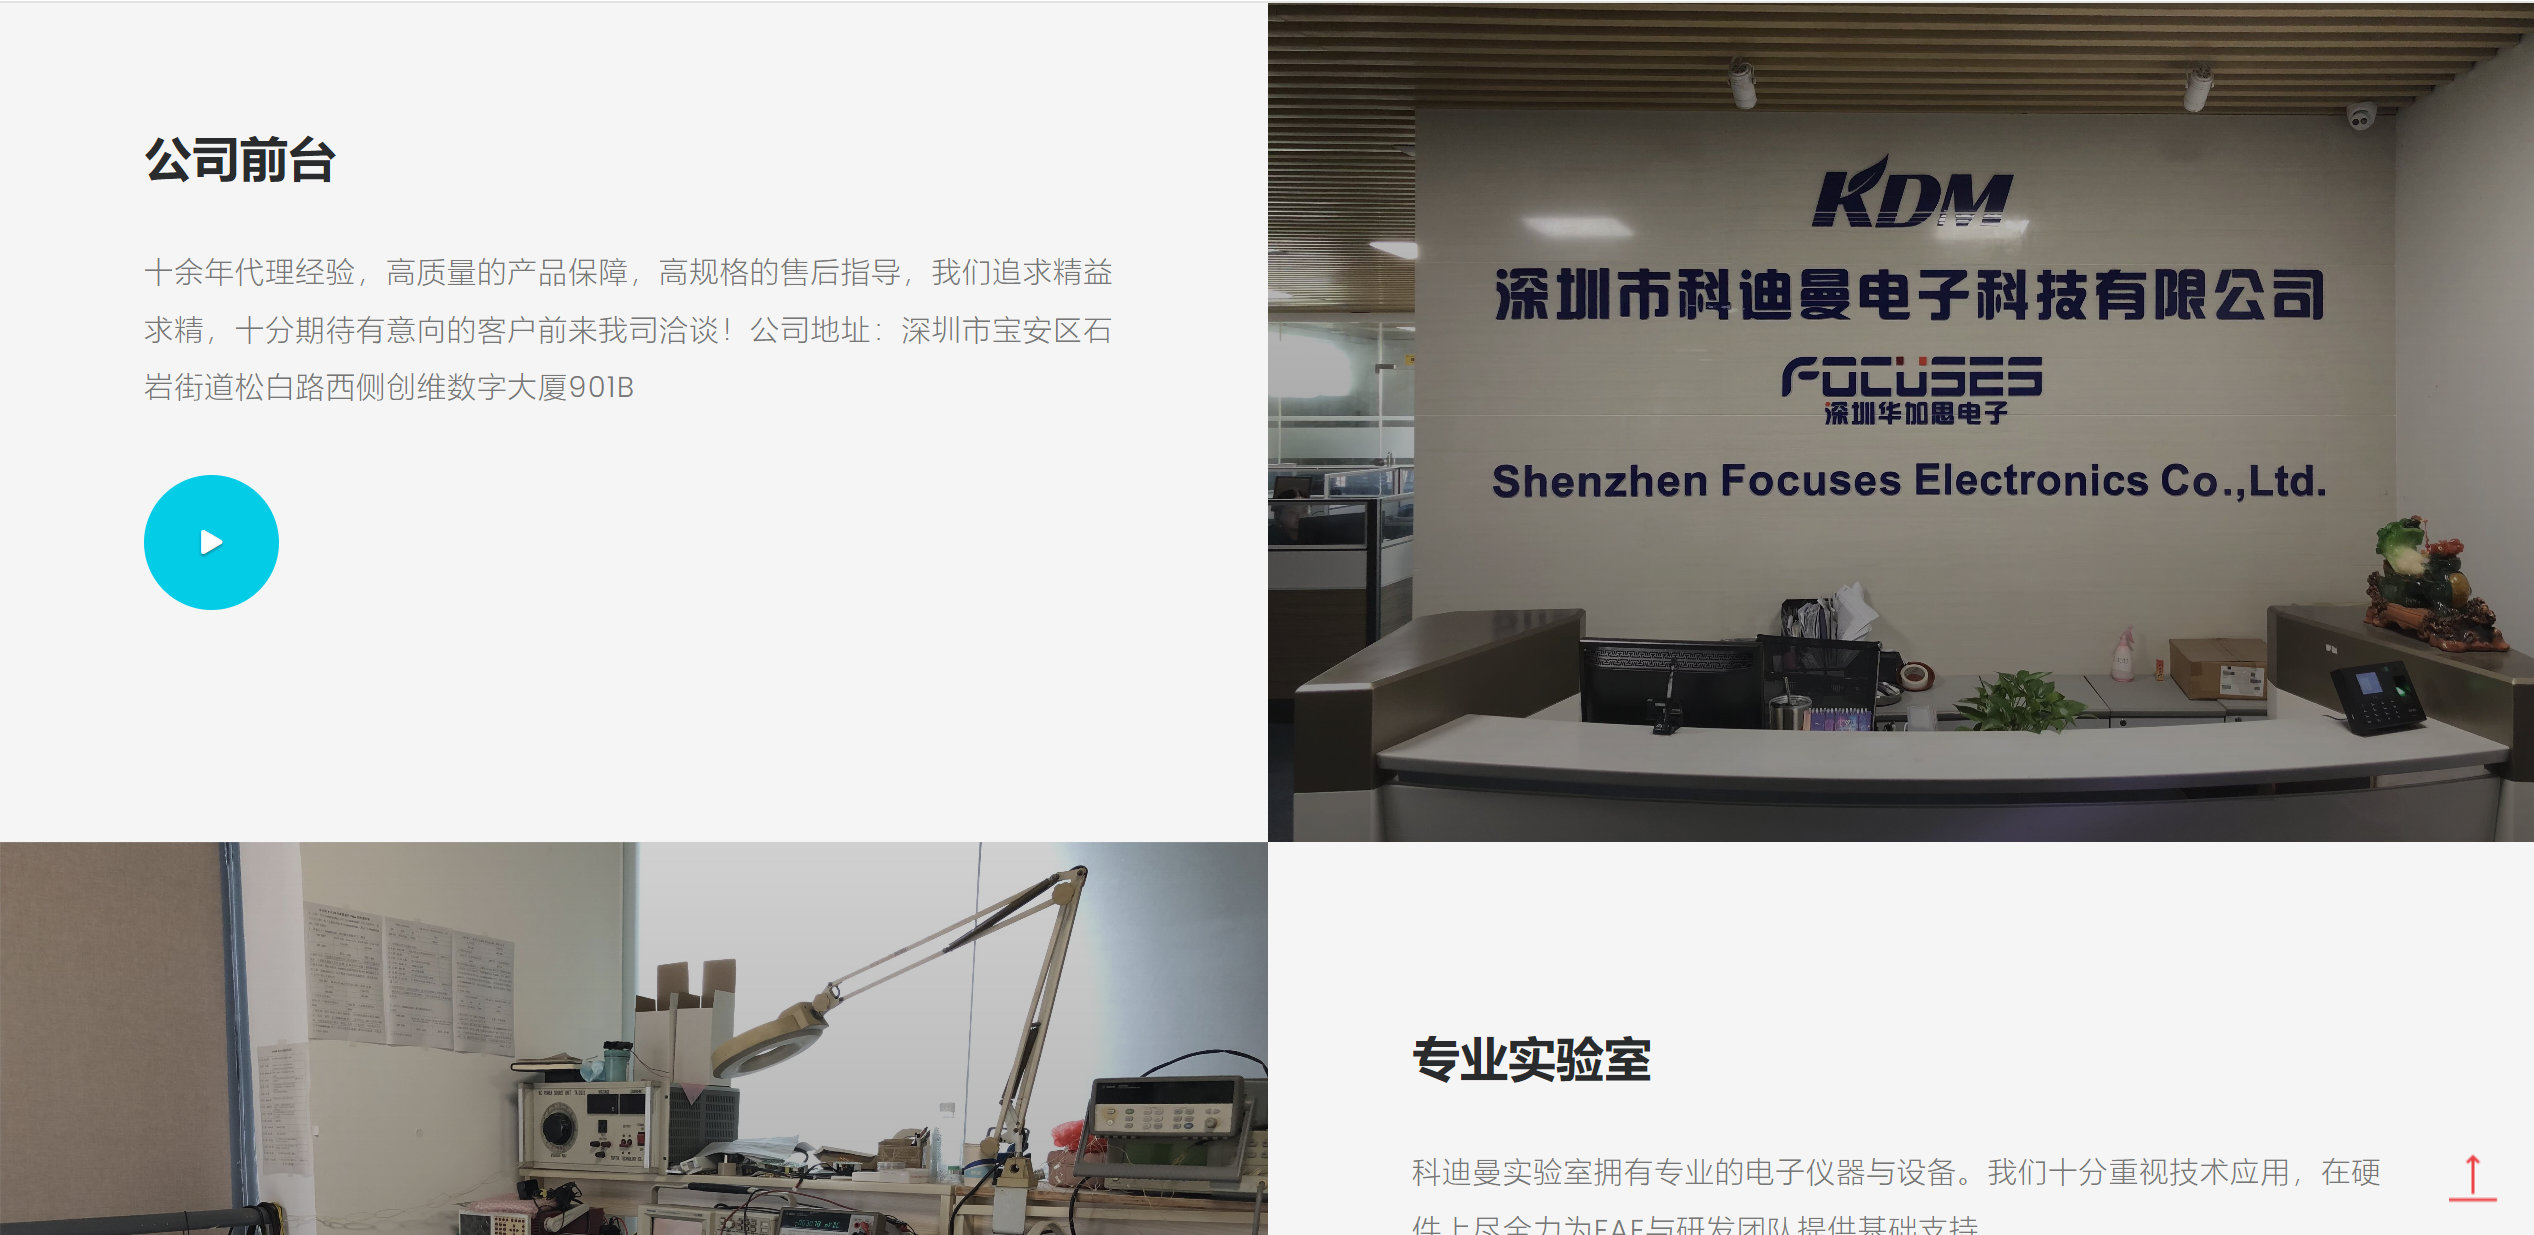 公司前台
十余年代理经验，高质量的产品保障，高规格的售后指导，我们追求精益
求精，十分期待有意向的客户前来我司洽谈！公司地址：深圳市宝安区石
岩街道松白路西侧创维数字大厦901B
KDM
深圳市科迪曼电子科技有限公司
FOCUSES
深圳华加思电子
Shenzhen Focuses Electronics Co.,Ltd.
专业实验室
科迪曼实验室拥有专业的电子仪器与设备。我们十分重视技术应用，在硬
件上尽全力为FAE与研发团队提供基础支持